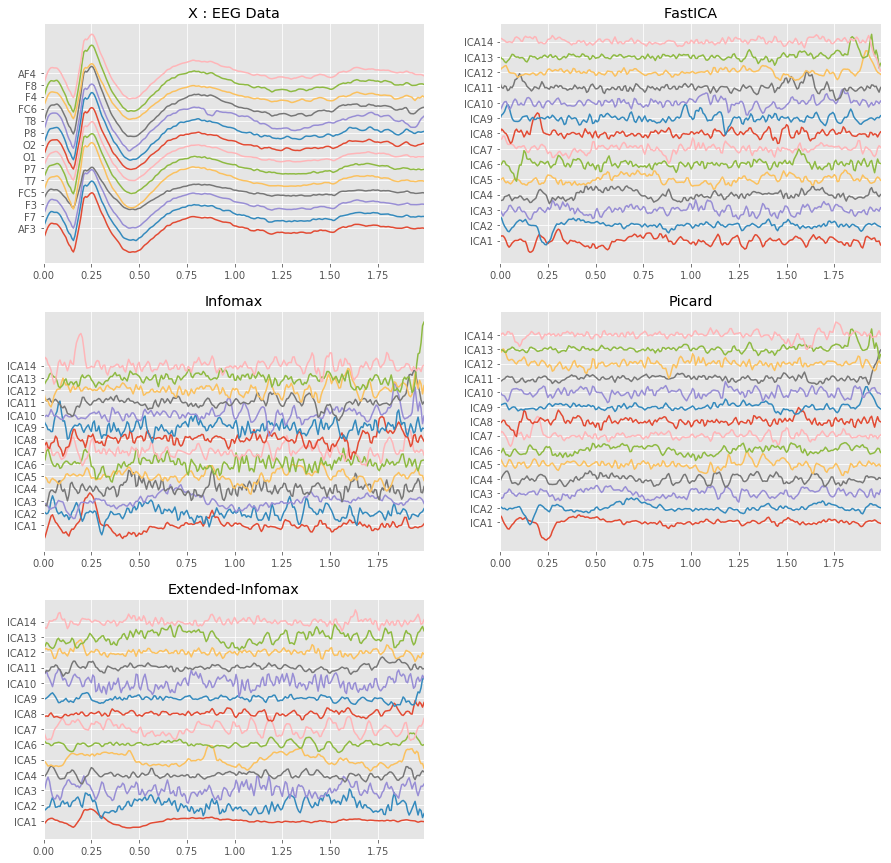 X : EEG Data
AF4
F8
F4
FC6
T8
P8
O2
O1
P7
T7
FC5
F3
F7
AF3
0.00 0.25 0.50 0.75 1.00 1.25 1.50 1.75
FastICA
ICA14
ICA13
ICA12
ICA11
ICA10
ICA9
ICA8
ICA7
ICA6
ICA5
ICA4
ICA3
ICA2
ICA1
0.00 0.25 0.50 0.75 1.00 1.25 1.50 1.75
Infomax
ICA14
ICA13
ICA12
ICA11
ICA10
ICA9
ICA8
ICA7
ICA6
ICA5
ICA4
ICA3
ICA2
ICA1
0.00 0.25 0.50 0.75 1.00 1.25 1.50 1.75
Picard
ICA14
ICA13
ICA12
ICA11
ICA10
ICA9
ICA8
ICA7
ICA6
ICA5
ICA4
ICA3
ICA2
ICA1
0.00 0.25 0.50 0.75 1.00 1.25 1.50 1.75
Extended-Infomax
ICA14
ICA13
ICA12
ICA11
ICA10
ICA9
ICA8
ICA7
ICA6
ICA5
ICA4
ICA3
ICA2
ICA1
0.00 0.25 0.50 0.75 1.00 1.25 1.50 1.75